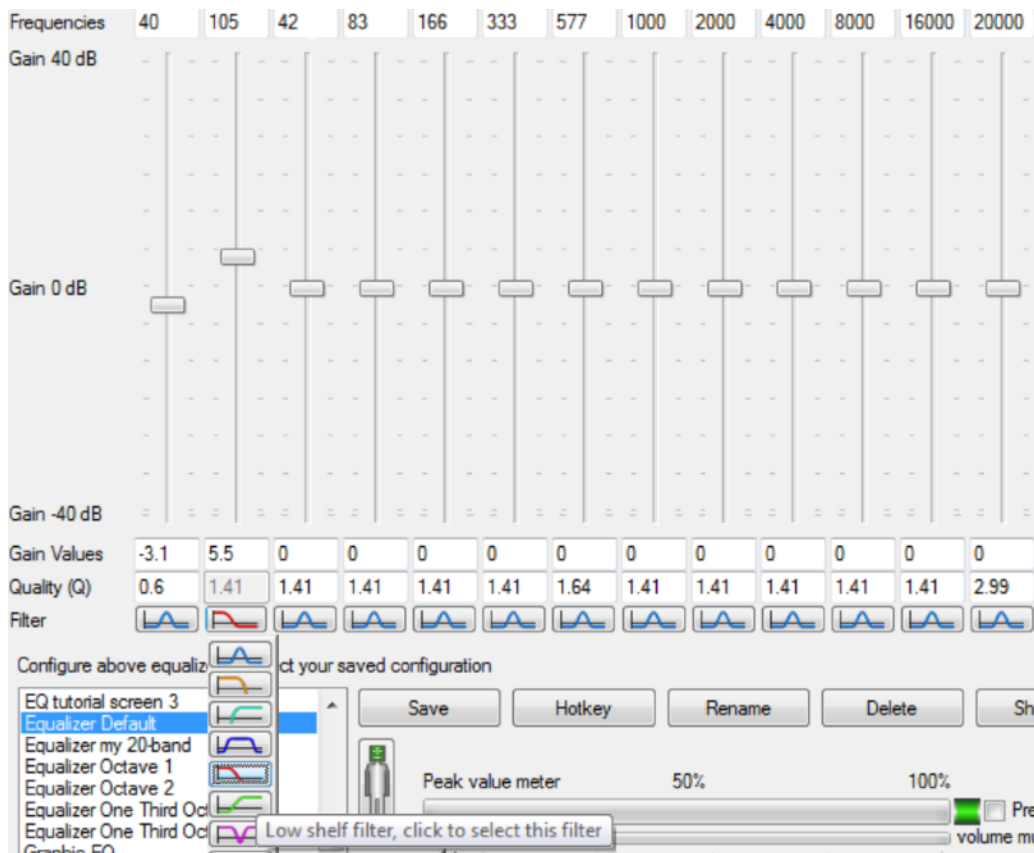 Frequencies 40 105 42 83 166 333 577 1000 2000 4000 8000 16000 20000
Gain 40 dB
Gain 0 dB
Gain -40 dB
Gain Values -3.1 5.5 0 0 0 0 0 0 0 0 0 0 0
Quality (Q) 0.6 1.41 1.41 1.41 1.41 1.41 1.64 1.41 1.41 1.41 1.41 1.41 2.99
Filter
Configure above equaliz ct your saved configuration
EQ tutorial screen 3
Equalizer Default
Equalizer my 20-band
Equalizer Octave 1
Equalizer Octave 2
Equalizer One Third Oct
Equalizer One Third Oct
Graphic EQ
Save Hotkey Rename Delete Sh
Peak value meter 50% 100%
Pre
Low shelf filter, click to select this filter
volume mu